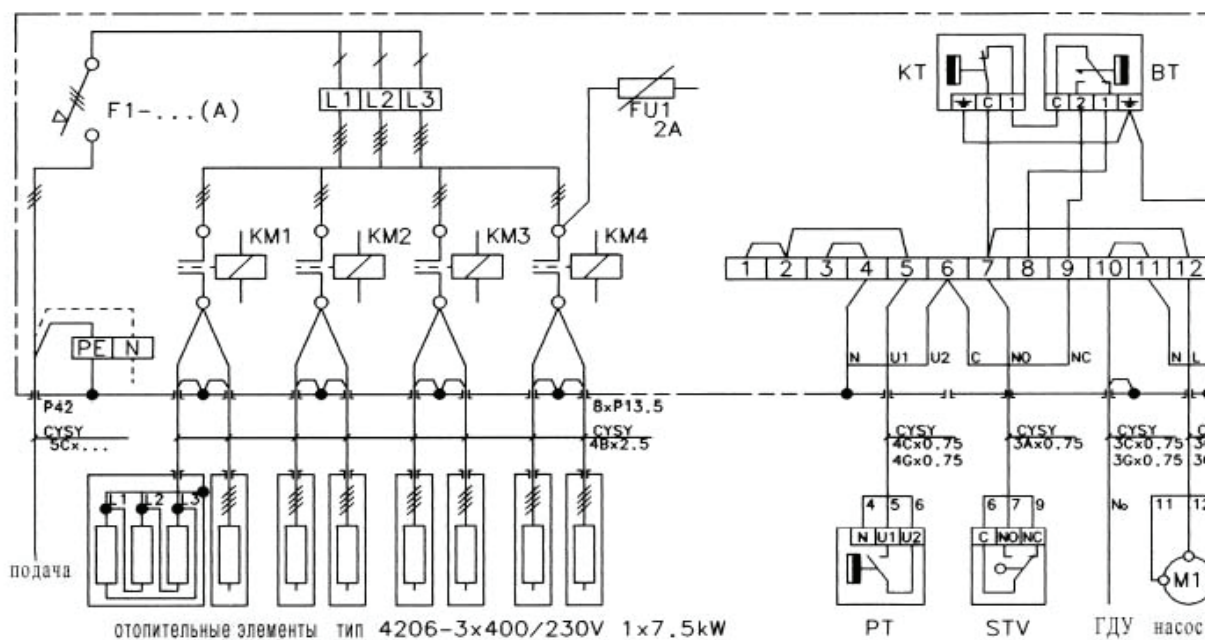 KT
BT
F1-...(A)
L1 L2 L3
FU1
2A
C 1
C 2 1
KM1 KM2 KM3 KM4
1 2 3 4 5 6 7 8 9 10 11 12
PE N
N U1 U2 C NO NC N L
P42
8xP13.5
CYSY
5Cx...
CYSY
4Bx2.5
CYSY
4Cx0.75
4Gx0.75
CYSY
3Ax0.75
CYSY
3Cx0.75
3Gx0.75
L1 L2 L3
4 5 6
6 7 9
No
11 12
N U1 U2
C NO NC
M1
подача
отопительные элементы тип 4206-3x400/230V 1x7.5kW
PT
STV
ГДУ
насос